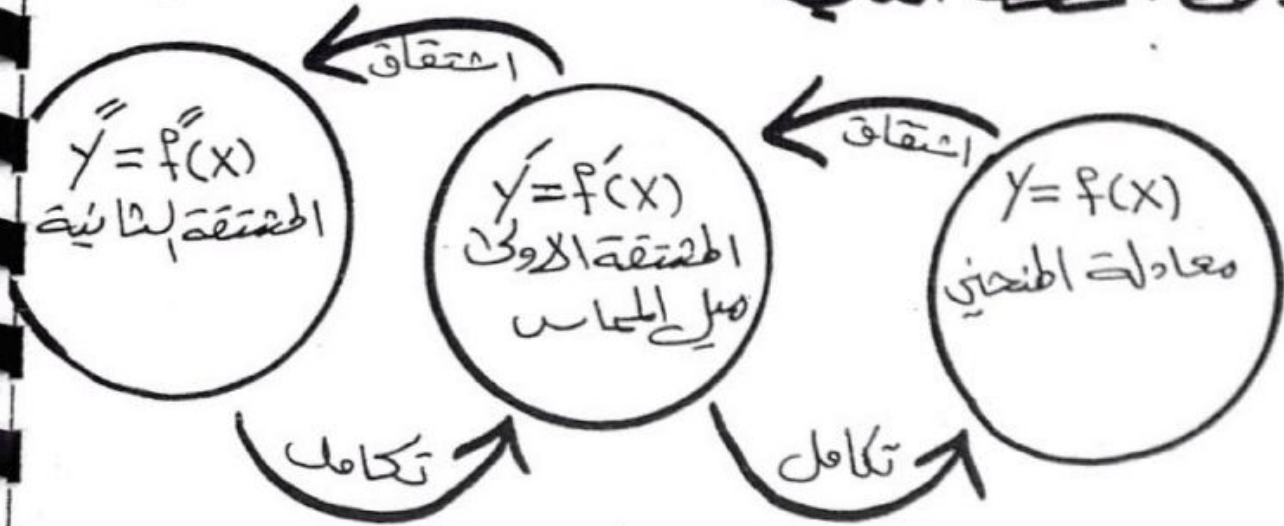 اشتقاق
اشتقاق
y = f(x)
معادلة المنحني
y′ = f′(x)
المشتقة الاولى
ميل المماس
y″ = f″(x)
المشتقة الثانية
تكامل
تكامل